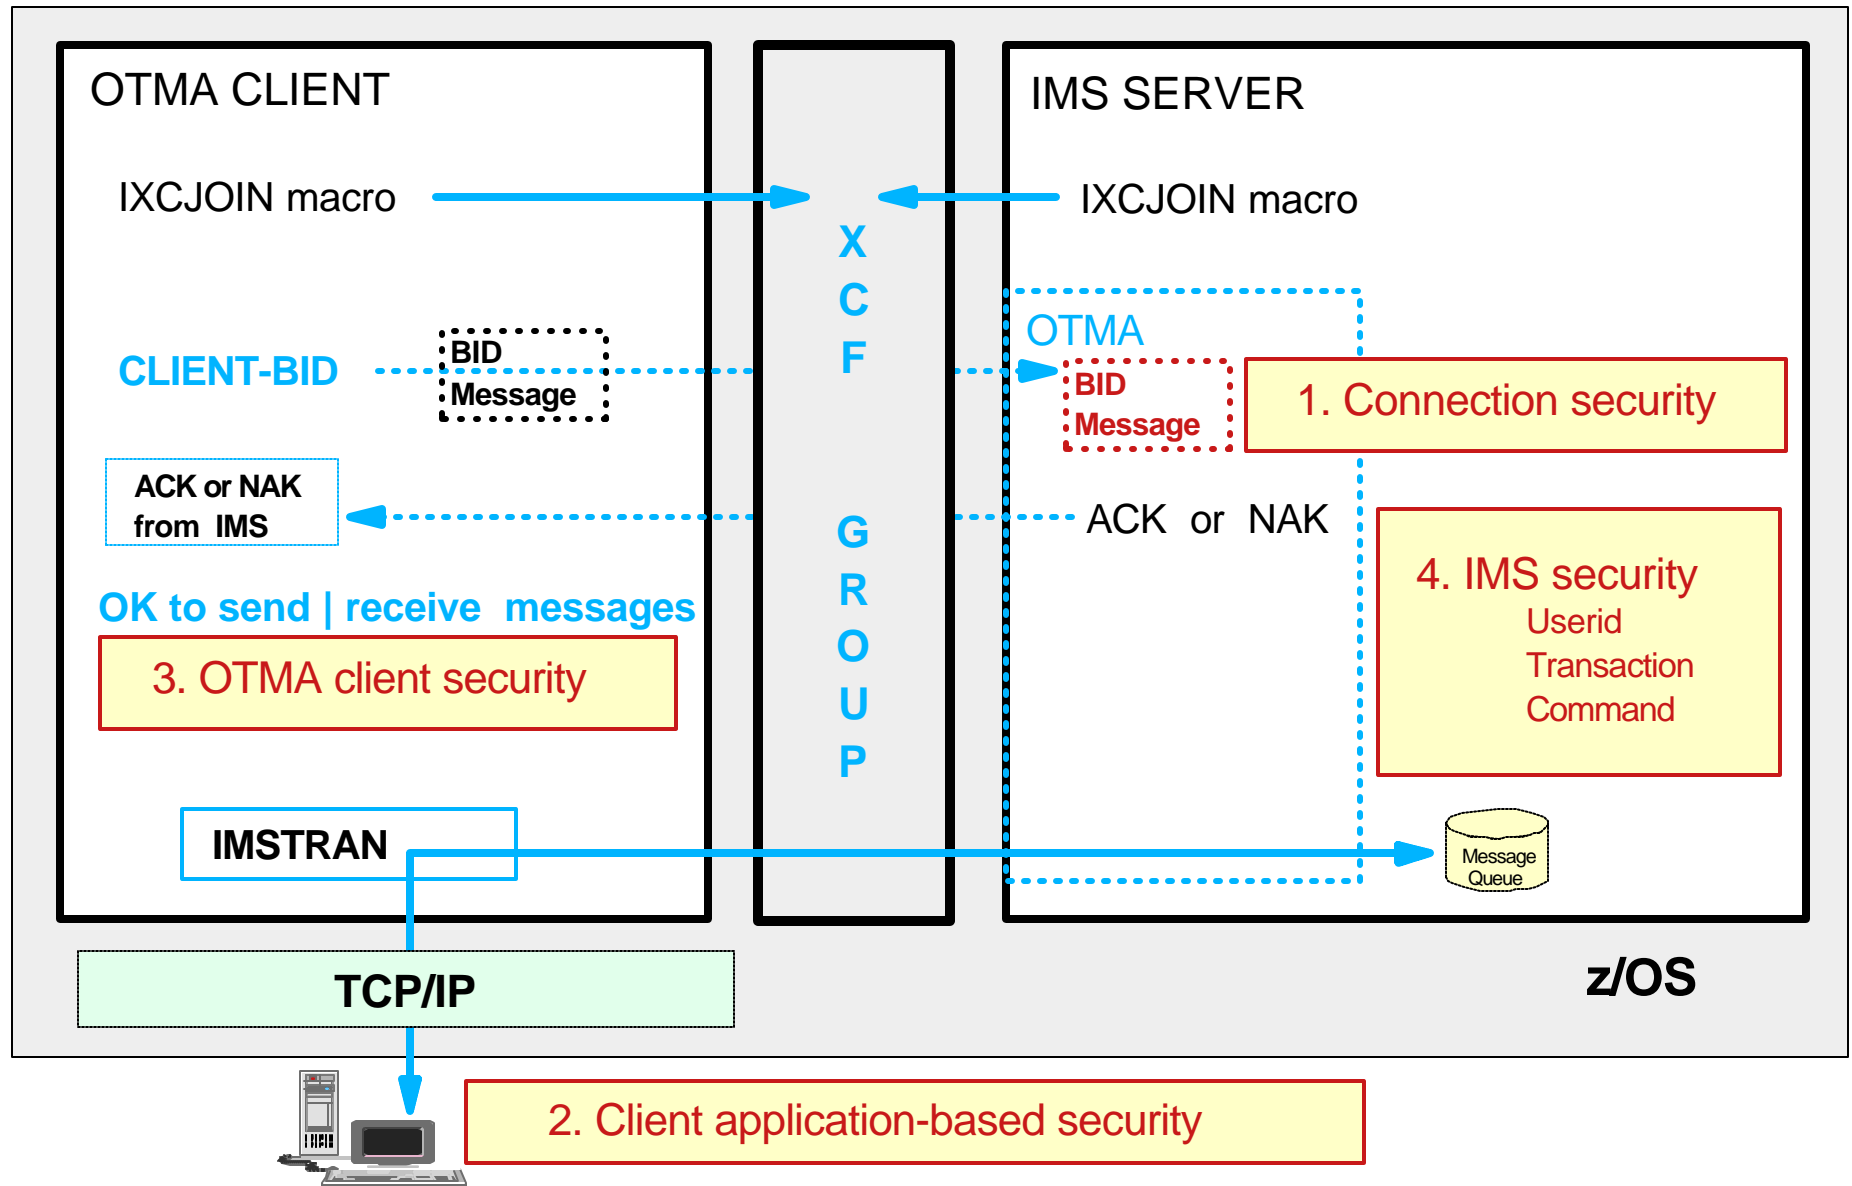 OTMA CLIENT
IXCJOIN macro
CLIENT-BID
BID
Message
ACK or NAK
from IMS
OK to send | receive messages
3. OTMA client security
IMSTRAN
X
C
F
G
R
O
U
P
IMS SERVER
IXCJOIN macro
OTMA
BID
Message
1. Connection security
ACK or NAK
4. IMS security
Userid
Transaction
Command
Message
Queue
TCP/IP
z/OS
2. Client application-based security